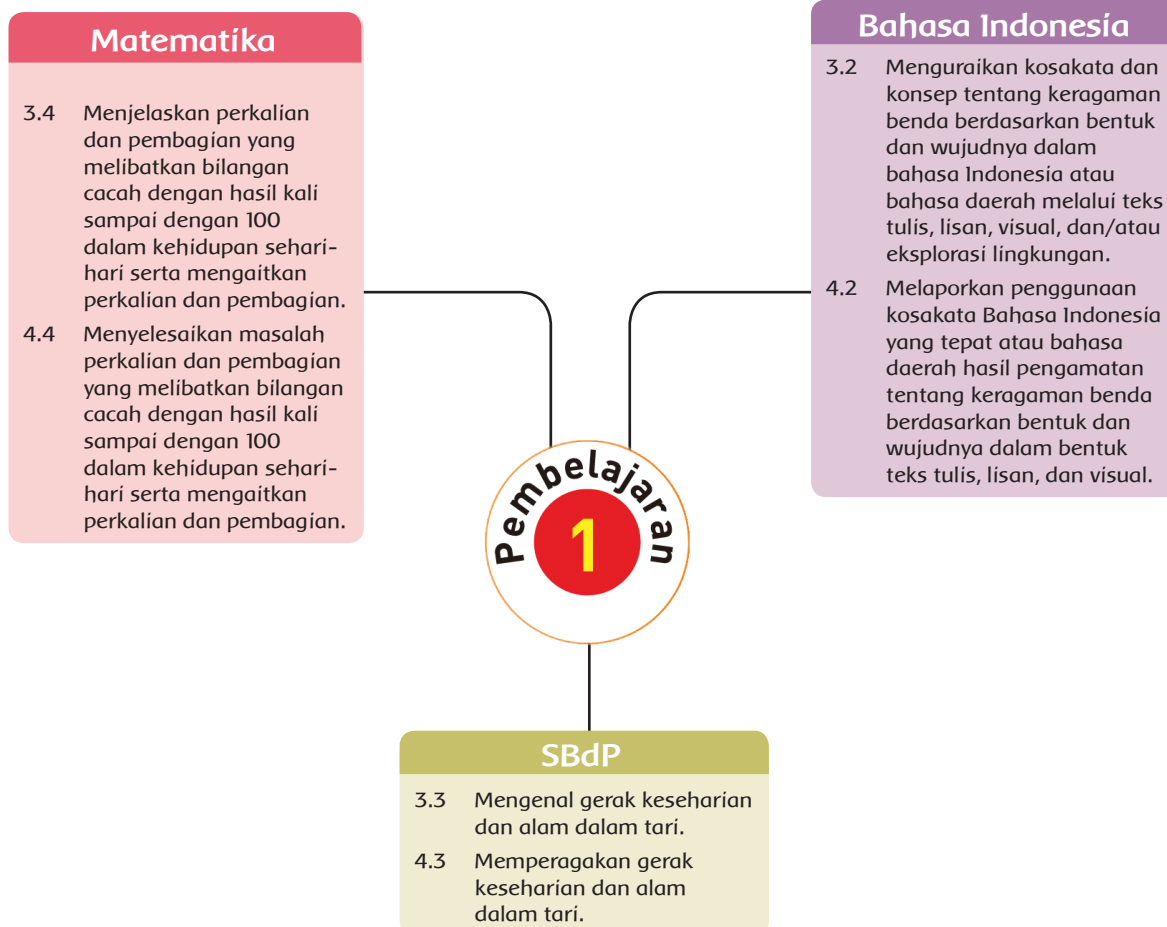 Matematika
3.4 Menjelaskan perkalian
dan pembagian yang
melibatkan bilangan
cacah dengan hasil kali
sampai dengan 100
dalam kehidupan sehari-
hari serta mengaitkan
perkalian dan pembagian.
4.4 Menyelesaikan masalah
perkalian dan pembagian
yang melibatkan bilangan
cacah dengan hasil kali
sampai dengan 100
dalam kehidupan sehari-
hari serta mengaitkan
perkalian dan pembagian.
Bahasa Indonesia
3.2 Menguraikan kosakata dan
konsep tentang keragaman
benda berdasarkan bentuk
dan wujudnya dalam
bahasa Indonesia atau
bahasa daerah melalui teks
tulis, lisan, visual, dan/atau
eksplorasi lingkungan.
4.2 Melaporkan penggunaan
kosakata Bahasa Indonesia
yang tepat atau bahasa
daerah hasil pengamatan
tentang keragaman benda
berdasarkan bentuk dan
wujudnya dalam bentuk
teks tulis, lisan, dan visual.
Pembelajaran
1
SBdP
3.3 Mengenal gerak keseharian
dan alam dalam tari.
4.3 Memperagakan gerak
keseharian dan alam
dalam tari.